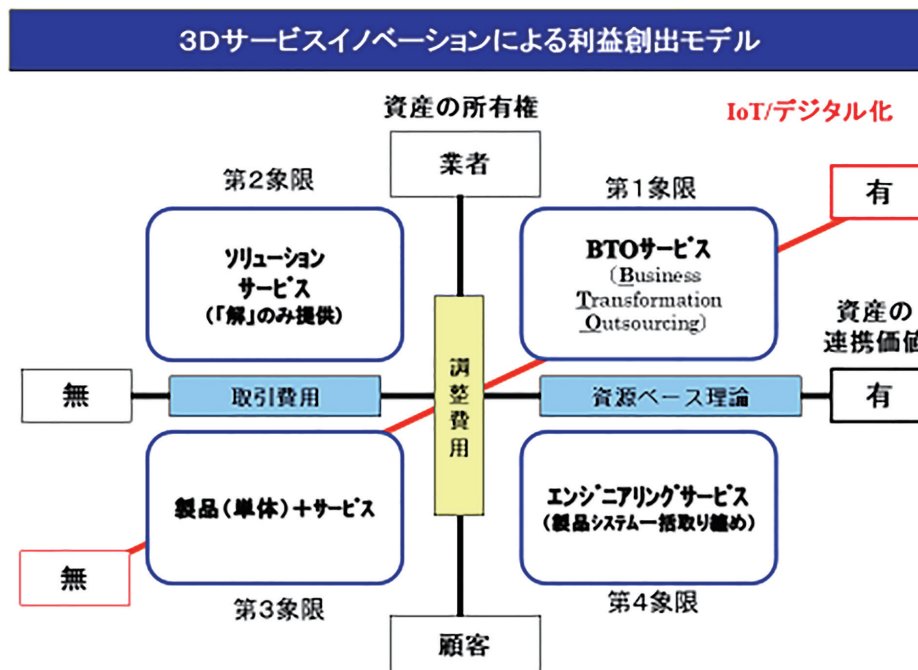 3Dサービスイノベーションによる利益創出モデル
資産の所有権
IoT/デジタル化
業者
有
第2象限
第1象限
ソリューション
サービス
(「解」のみ提供)
BTOサービス
(Business
Transformation
Outsourcing)
資産の
連携価値
無
取引費用
調整費用
資源ベース理論
有
製品(単体)+サービス
エンジニアリングサービス
(製品システム一括取り纏め)
無
第3象限
第4象限
顧客